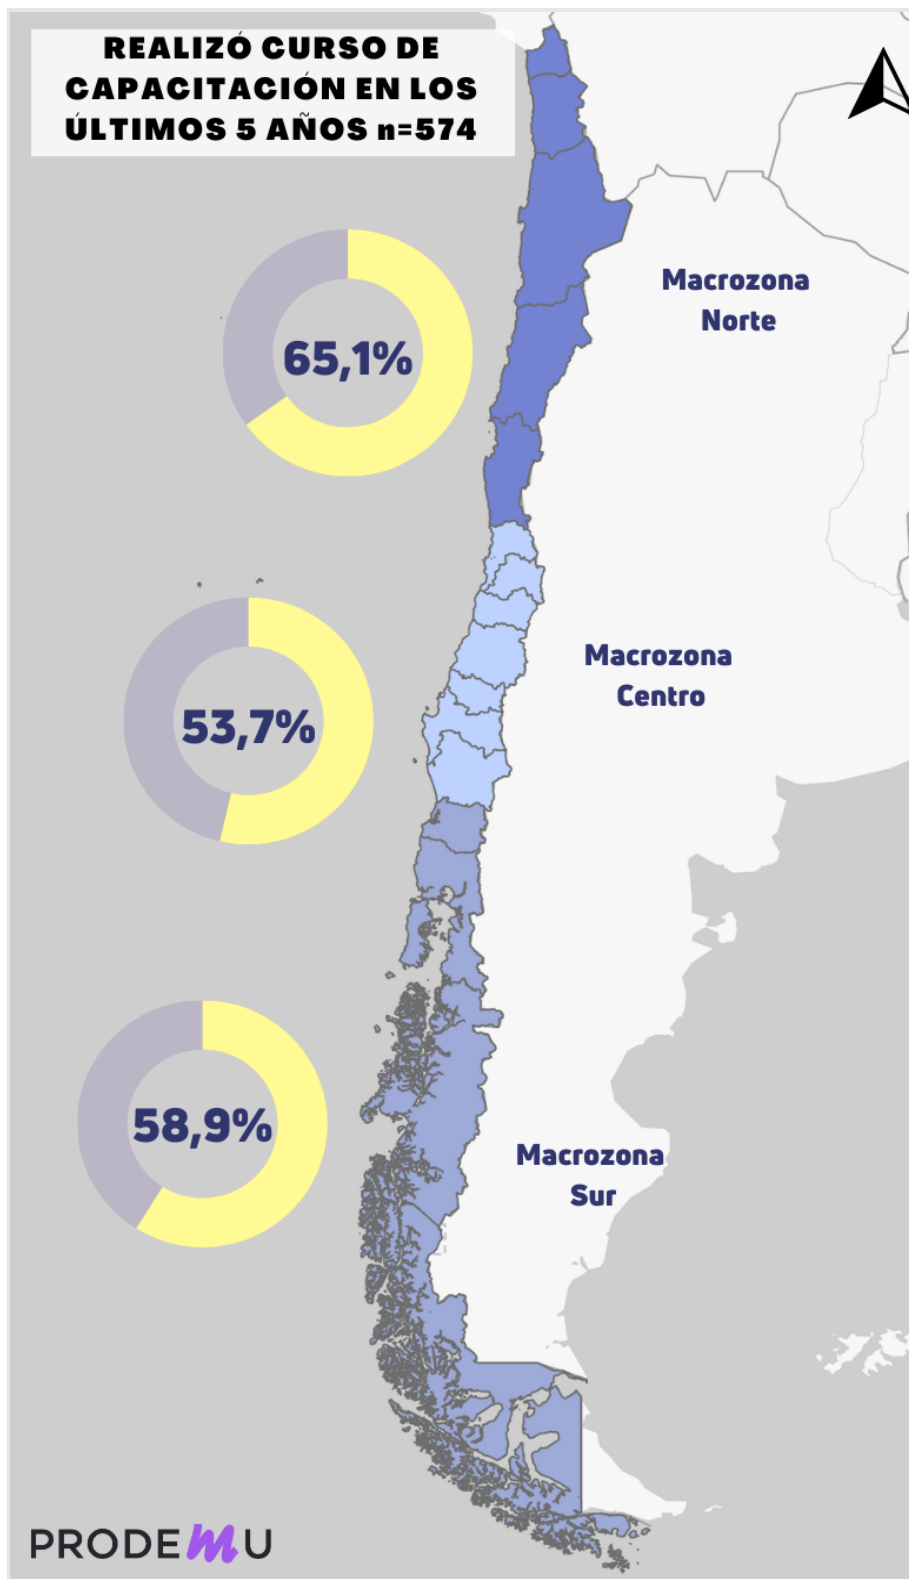 REALIZÓ CURSO DE
CAPACITACIÓN EN LOS
ÚLTIMOS 5 AÑOS n=574
Macrozona
Norte
65,1%
Macrozona
Centro
53,7%
58,9%
Macrozona
Sur
PRODEMU